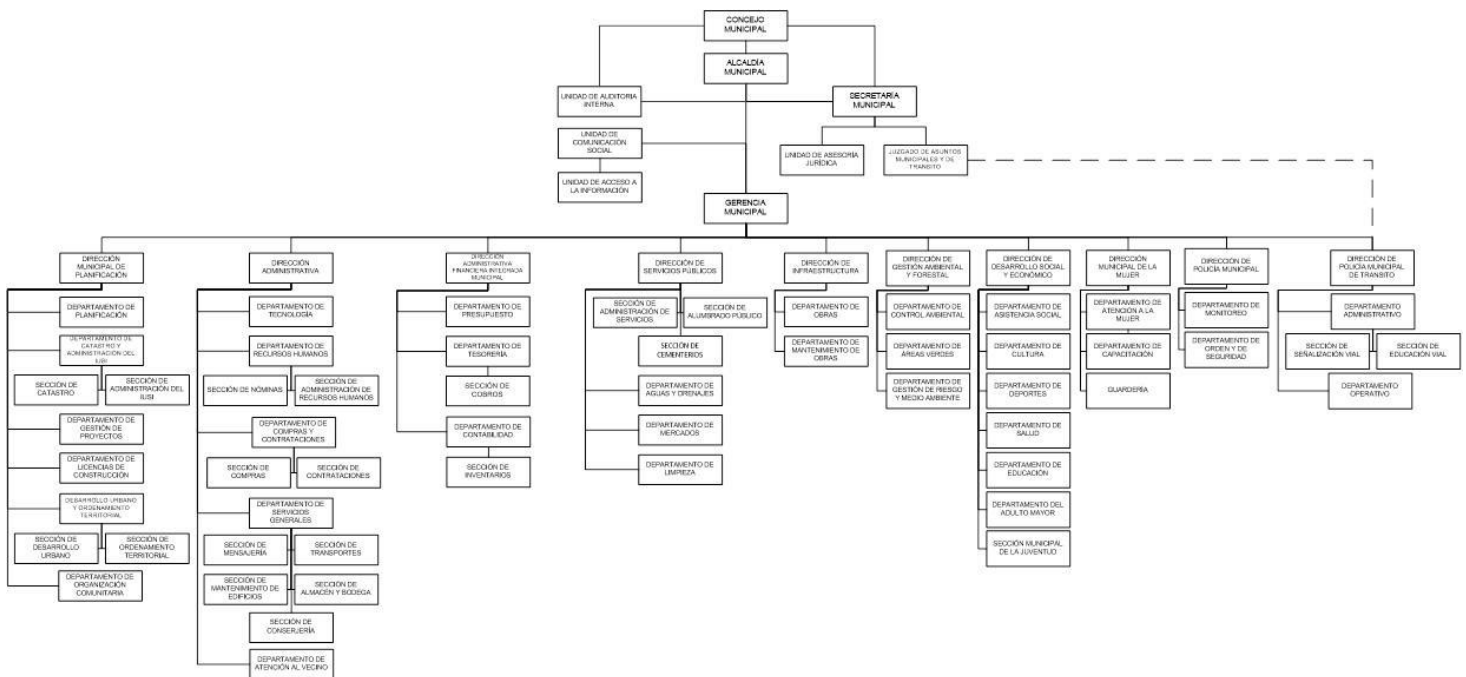 CONCEJO
MUNICIPAL
ALCALDÍA
MUNICIPAL
UNIDAD DE AUDITORIA
INTERNA
SECRETARÍA
MUNICIPAL
UNIDAD DE
COMUNICACIÓN
SOCIAL
UNIDAD DE ASESORÍA
JURÍDICA
JUZGADO DE ASUNTOS
MUNICIPALES Y DE
TRANSITO
UNIDAD DE ACCESO A
LA INFORMACIÓN
GERENCIA
MUNICIPAL
DIRECCIÓN
MUNICIPAL DE
PLANIFICACIÓN
DEPARTAMENTO DE
PLANIFICACIÓN
DEPARTAMENTO DE
CATASTRO Y
ADMINISTRACIÓN DEL
IUSI
SECCIÓN DE
CATASTRO
SECCIÓN DE
ADMINISTRACIÓN DEL
IUSI
DEPARTAMENTO DE
GESTIÓN DE
PROYECTOS
DEPARTAMENTO DE
LICENCIAS DE
CONSTRUCCIÓN
DESARROLLO URBANO
Y ORDENAMIENTO
TERRITORIAL
SECCIÓN DE
DESARROLLO
URBANO
SECCIÓN DE
ORDENAMIENTO
TERRITORIAL
DEPARTAMENTO DE
ORGANIZACIÓN
COMUNITARIA
DIRECCIÓN
ADMINISTRATIVA
DEPARTAMENTO DE
TECNOLOGÍA
DEPARTAMENTO DE
RECURSOS HUMANOS
SECCIÓN DE NÓMINAS
SECCIÓN DE
ADMINISTRACIÓN DE
RECURSOS HUMANOS
DEPARTAMENTO DE
COMPRAS Y
CONTRATACIONES
SECCIÓN DE
COMPRAS
SECCIÓN DE
CONTRATACIONES
DEPARTAMENTO DE
SERVICIOS
GENERALES
SECCIÓN DE
MENSAJERÍA
SECCIÓN DE
TRANSPORTES
SECCIÓN DE
MANTENIMIENTO DE
EDIFICIOS
SECCIÓN DE
ALMACÉN Y BODEGA
SECCIÓN DE
CONSERJERÍA
DEPARTAMENTO DE
ATENCIÓN AL VECINO
DIRECCIÓN
ADMINISTRATIVA
FINANCIERA INTEGRADA
MUNICIPAL
DEPARTAMENTO DE
PRESUPUESTO
DEPARTAMENTO DE
TESORERÍA
SECCIÓN DE
COBROS
DEPARTAMENTO DE
CONTABILIDAD
SECCIÓN DE
INVENTARIOS
DIRECCIÓN DE
SERVICIOS PÚBLICOS
SECCIÓN DE
ADMINISTRACIÓN DE
SERVICIOS
SECCIÓN DE
ALUMBRADO PÚBLICO
SECCIÓN DE
CEMENTERIOS
DEPARTAMENTO DE
AGUAS Y DRENAJES
DEPARTAMENTO DE
MERCADOS
DEPARTAMENTO DE
LIMPIEZA
DIRECCIÓN DE
INFRAESTRUCTURA
DEPARTAMENTO DE
OBRAS
DEPARTAMENTO DE
MANTENIMIENTO DE
OBRAS
DIRECCIÓN DE
GESTIÓN AMBIENTAL
Y FORESTAL
DEPARTAMENTO DE
CONTROL AMBIENTAL
DEPARTAMENTO DE
ÁREAS VERDES
DEPARTAMENTO DE
GESTIÓN DE RIESGO
Y MEDIO AMBIENTE
DIRECCIÓN DE
DESARROLLO SOCIAL
Y ECONÓMICO
DEPARTAMENTO DE
ASISTENCIA SOCIAL
DEPARTAMENTO DE
CULTURA
DEPARTAMENTO DE
DEPORTES
DEPARTAMENTO DE
SALUD
DEPARTAMENTO DE
EDUCACIÓN
DEPARTAMENTO DEL
ADULTO MAYOR
SECCIÓN MUNICIPAL
DE LA JUVENTUD
DIRECCIÓN
MUNICIPAL DE LA
MUJER
DEPARTAMENTO DE
ATENCIÓN A LA
MUJER
DEPARTAMENTO DE
CAPACITACIÓN
GUARDERÍA
DIRECCIÓN DE
POLICÍA MUNICIPAL
DEPARTAMENTO DE
MONITOREO
DEPARTAMENTO DE
ORDEN Y DE
SEGURIDAD
DIRECCIÓN DE
POLICÍA MUNICIPAL
DE TRANSITO
DEPARTAMENTO
ADMINISTRATIVO
SECCIÓN DE
SEÑALIZACIÓN VIAL
SECCIÓN DE
EDUCACIÓN VIAL
DEPARTAMENTO
OPERATIVO